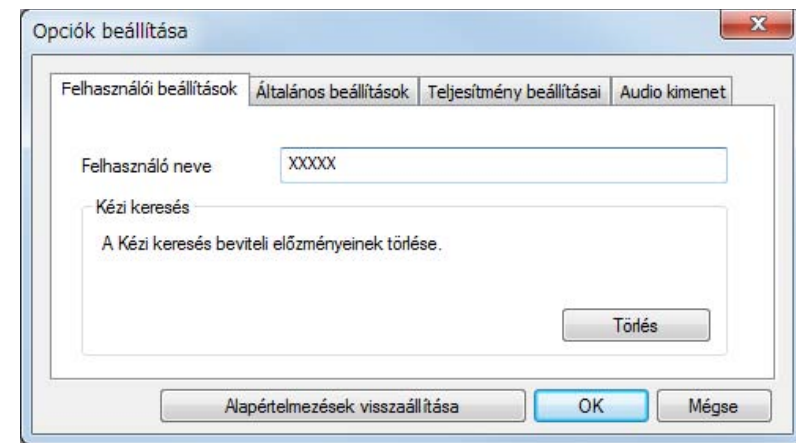 Opciók beállítása
Felhasználói beállítások Általános beállítások Teljesítmény beállításai Audio kimenet
Felhasználó neve XXXXX
Kézi keresés
A Kézi keresés beviteli előzményeinek törlése.
Törlés
Alapértelmezések visszaállítása OK Mégse